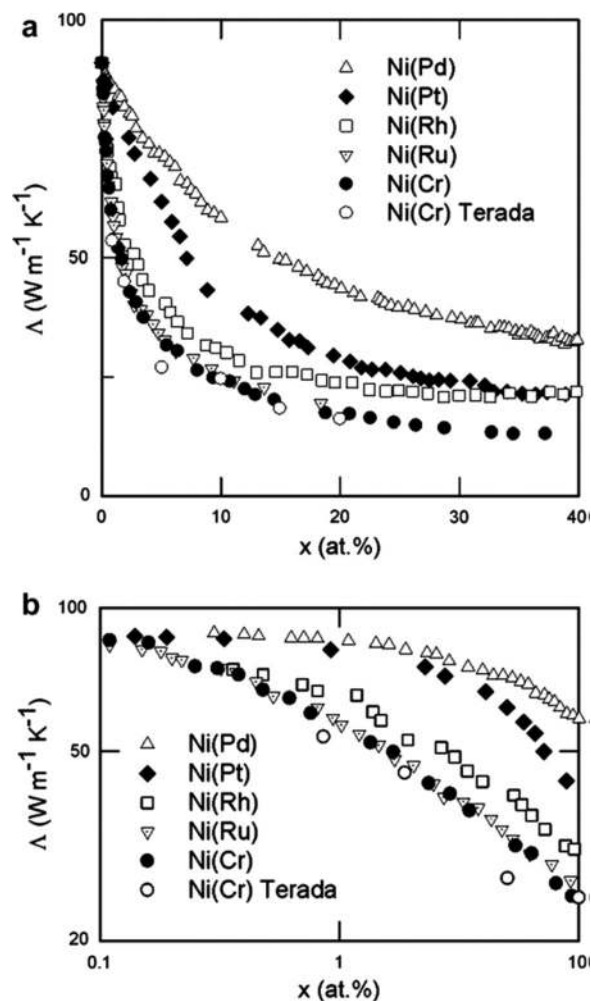 a
100
50
0
Λ (W m⁻¹ K⁻¹)
Ni(Pd)
Ni(Pt)
Ni(Rh)
Ni(Ru)
Ni(Cr)
Ni(Cr) Terada
0 10 20 30 40
x (at.%)
b
100
50
20
Λ (W m⁻¹ K⁻¹)
Ni(Pd)
Ni(Pt)
Ni(Rh)
Ni(Ru)
Ni(Cr)
Ni(Cr) Terada
0.1 1 10
x (at.%)